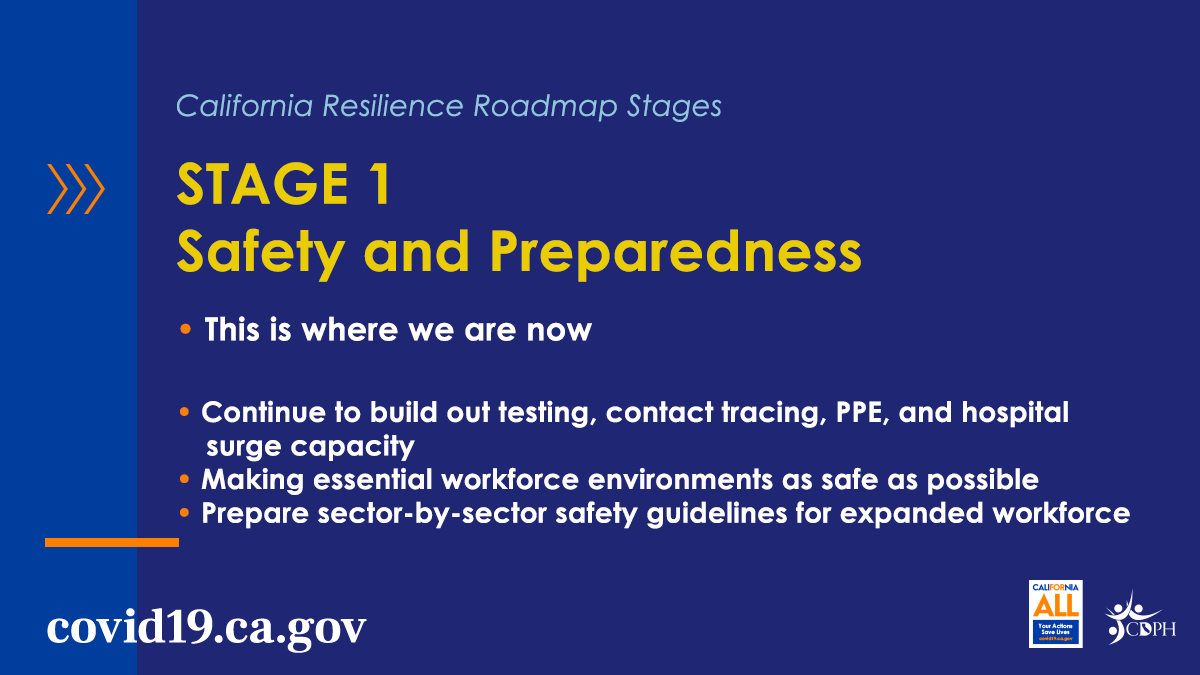 California Resilience Roadmap Stages
STAGE 1
Safety and Preparedness
• This is where we are now
• Continue to build out testing, contact tracing, PPE, and hospital
surge capacity
• Making essential workforce environments as safe as possible
• Prepare sector-by-sector safety guidelines for expanded workforce
covid19.ca.gov
CALIFORNIA
ALL
Your Actions
Save Lives
covid19.ca.gov
CDPH